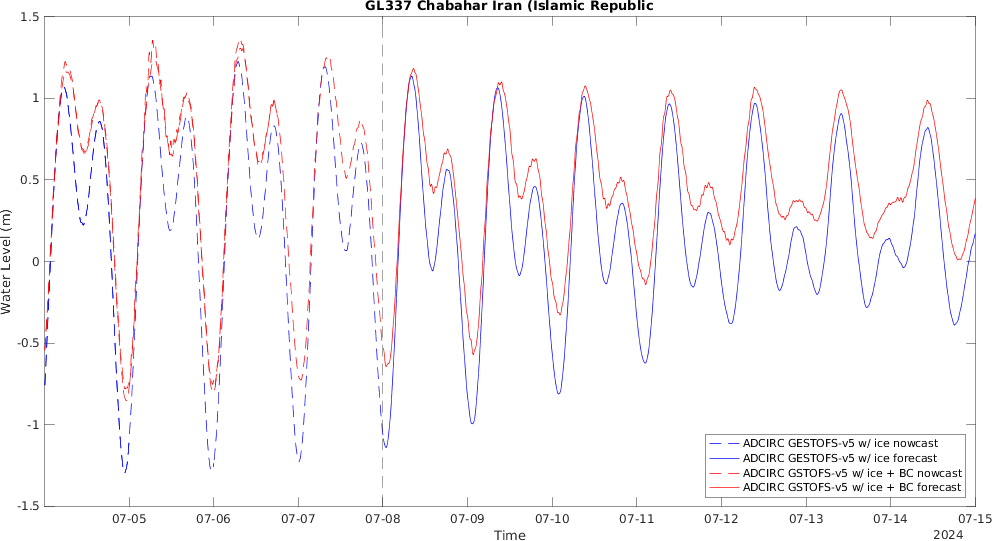 GL337 Chabahar Iran (Islamic Republic
1.5
1
0.5
0
-0.5
-1
-1.5
Water Level (m)
07-05
07-06
07-07
07-08
07-09
07-10
07-11
07-12
07-13
07-14
07-15
Time
2024
ADCIRC GESTOFS-v5 w/ ice nowcast
ADCIRC GESTOFS-v5 w/ ice forecast
ADCIRC GSTOFS-v5 w/ ice + BC nowcast
ADCIRC GSTOFS-v5 w/ ice + BC forecast